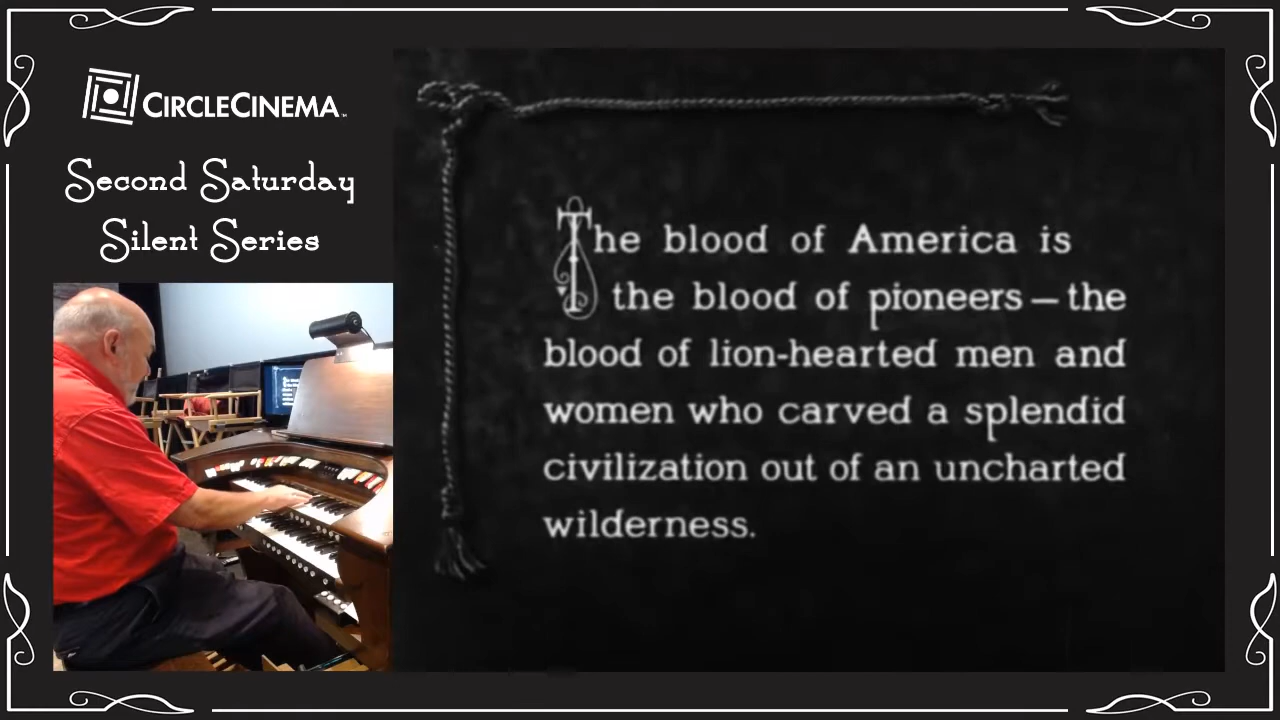 CIRCLECINEMA™
Second Saturday
Silent Series
The blood of America is
the blood of pioneers — the
blood of lion-hearted men and
women who carved a splendid
civilization out of an uncharted
wilderness.